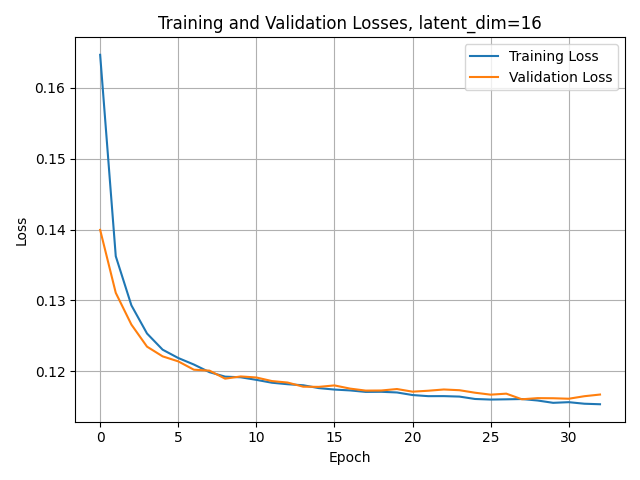 Training and Validation Losses, latent_dim=16
Training Loss
Validation Loss
0.16
0.15
0.14
0.13
0.12
Loss
0 5 10 15 20 25 30
Epoch